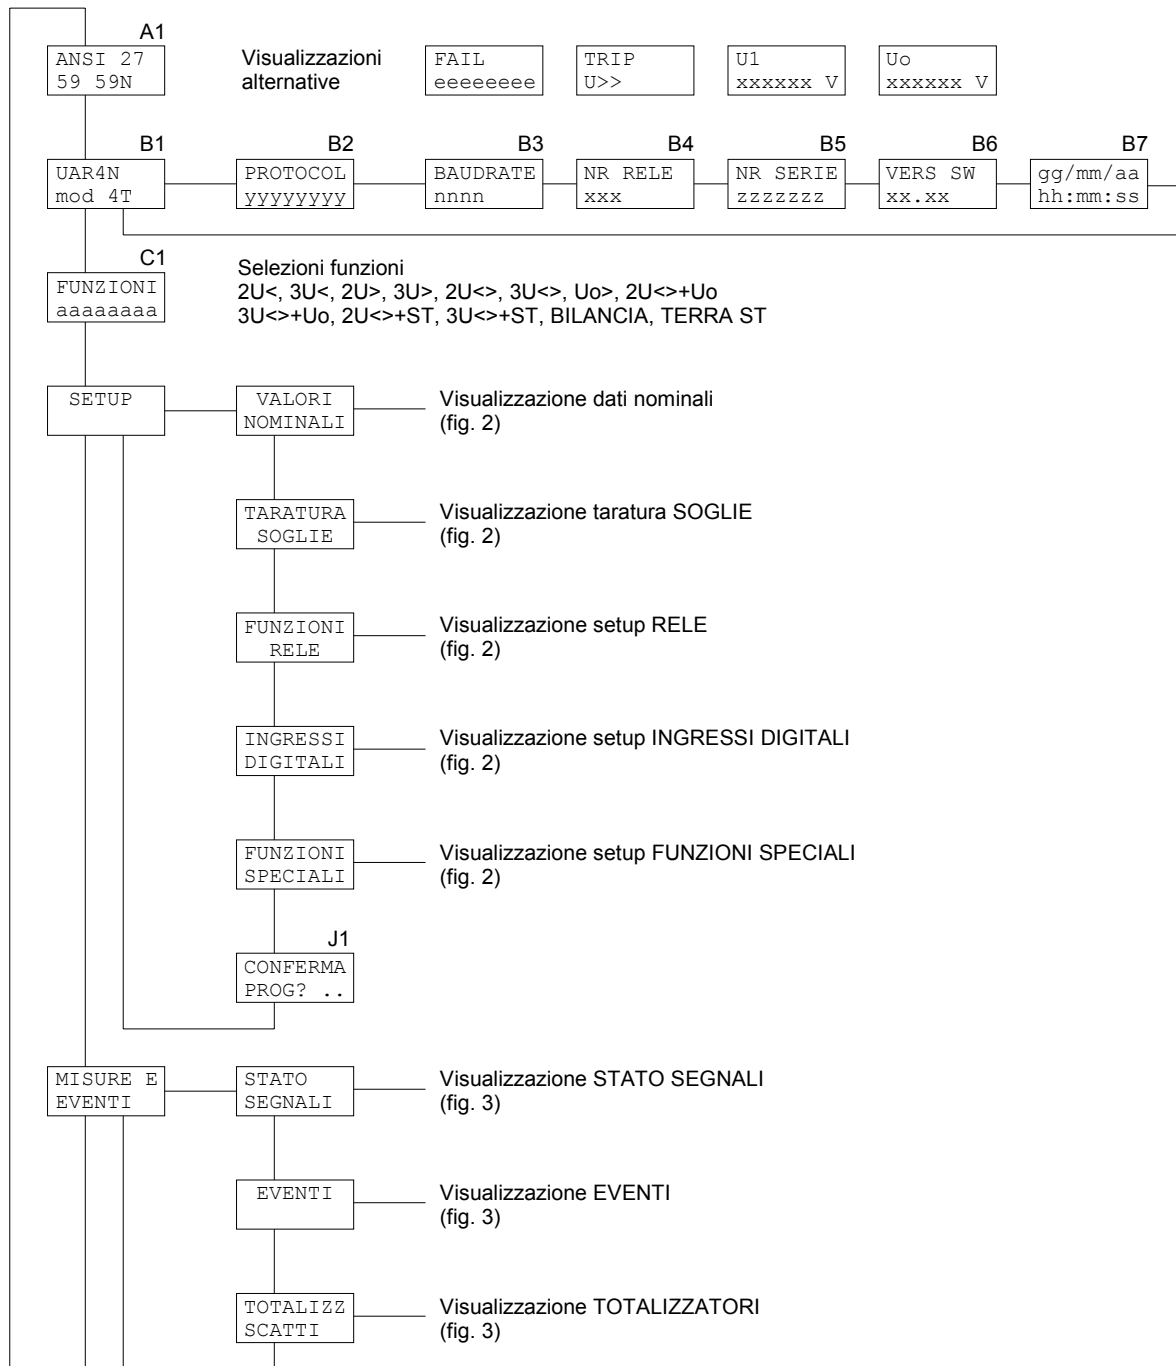 A1
ANSI 27
59 59N
Visualizzazioni
alternative
FAIL
eeeeeeee
TRIP
U>>
U1
xxxxxx V
Uo
xxxxxx V
B1
UAR4N
mod 4T
B2
PROTOCOL
yyyyyyyy
B3
BAUDRATE
nnnn
B4
NR RELE
xxx
B5
NR SERIE
zzzzzzz
B6
VERS SW
xx.xx
B7
gg/mm/aa
hh:mm:ss
C1
FUNZIONI
aaaaaaaa
Selezioni funzioni
2U<, 3U<, 2U>, 3U>, 2U<>, 3U<>, Uo>, 2U<>+Uo
3U<>+Uo, 2U<>+ST, 3U<>+ST, BILANCIA, TERRA ST
SETUP
VALORI
NOMINALI
Visualizzazione dati nominali
(fig. 2)
TARATURA
SOGLIE
Visualizzazione taratura SOGLIE
(fig. 2)
FUNZIONI
RELE
Visualizzazione setup RELE
(fig. 2)
INGRESSI
DIGITALI
Visualizzazione setup INGRESSI DIGITALI
(fig. 2)
FUNZIONI
SPECIALI
Visualizzazione setup FUNZIONI SPECIALI
(fig. 2)
J1
CONFERMA
PROG? ..
MISURE E
EVENTI
STATO
SEGNALI
Visualizzazione STATO SEGNALI
(fig. 3)
EVENTI
Visualizzazione EVENTI
(fig. 3)
TOTALIZZ
SCATTI
Visualizzazione TOTALIZZATORI
(fig. 3)